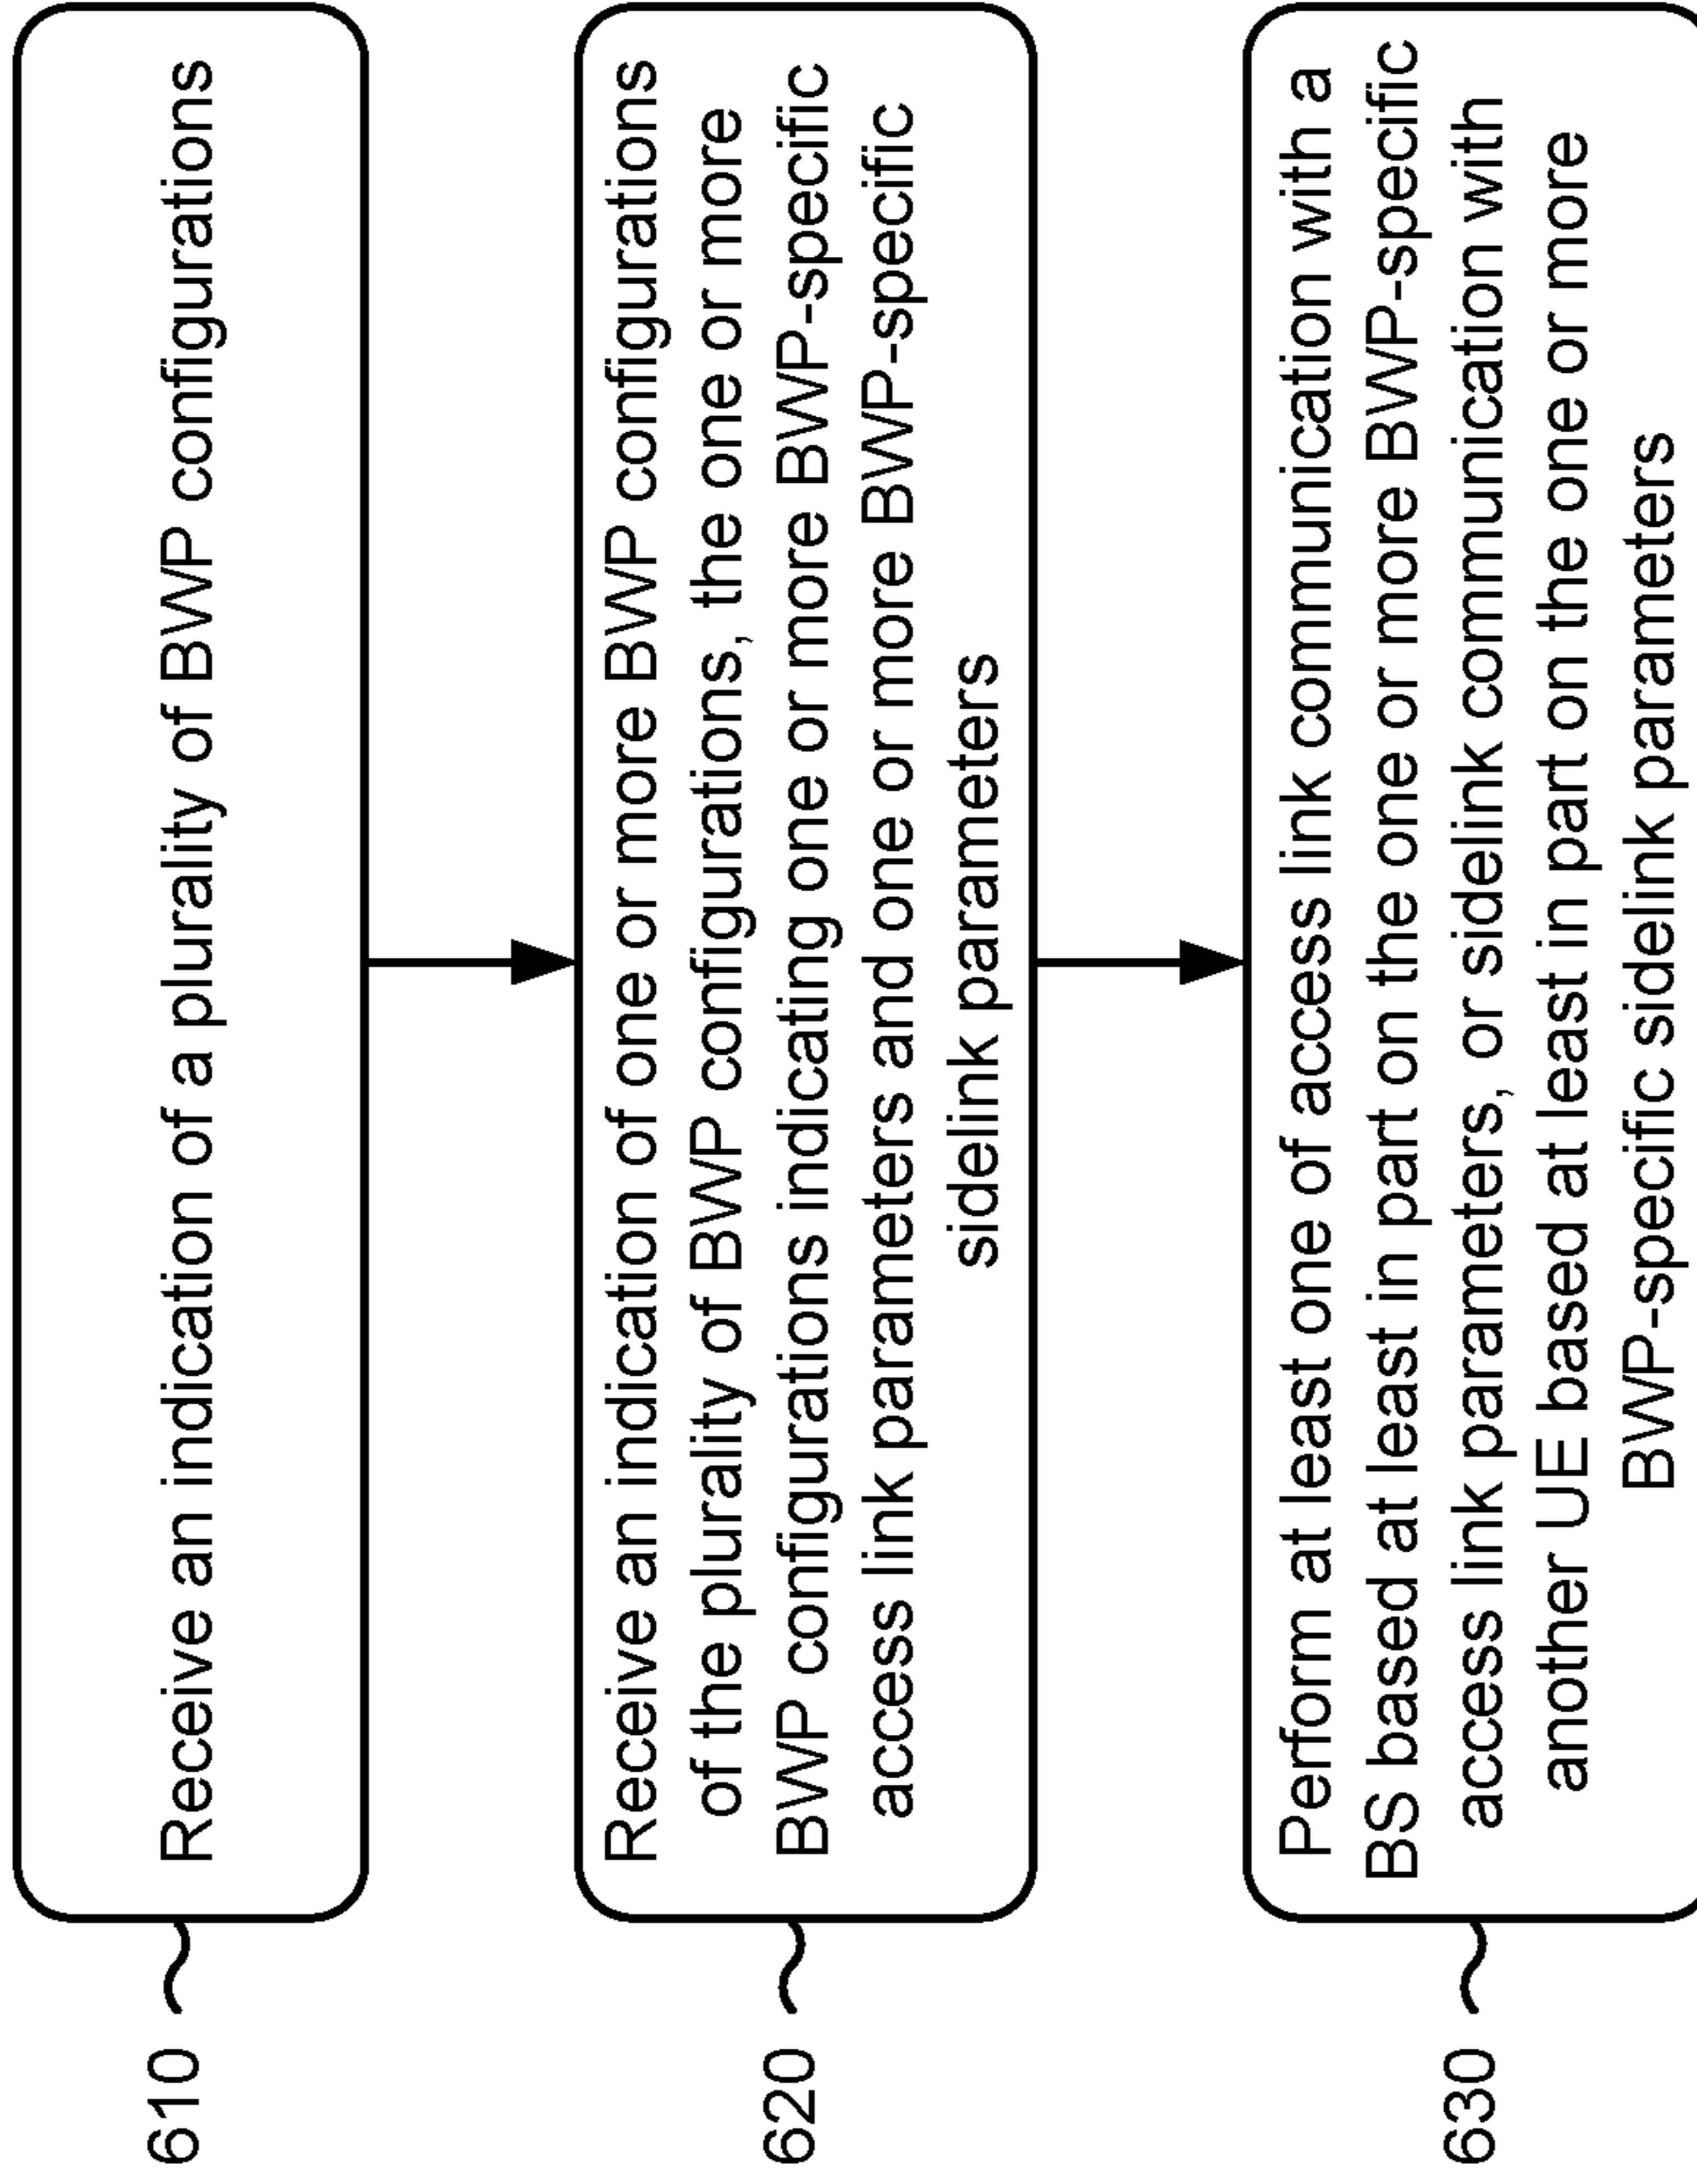 610
Receive an indication of a plurality of BWP configurations
620
Receive an indication of one or more BWP configurations
of the plurality of BWP configurations, the one or more
BWP configurations indicating one or more BWP-specific
access link parameters and one or more BWP-specific
sidelink parameters
630
Perform at least one of access link communication with a
BS based at least in part on the one or more BWP-specific
access link parameters, or sidelink communication with
another UE based at least in part on the one or more
BWP-specific sidelink parameters